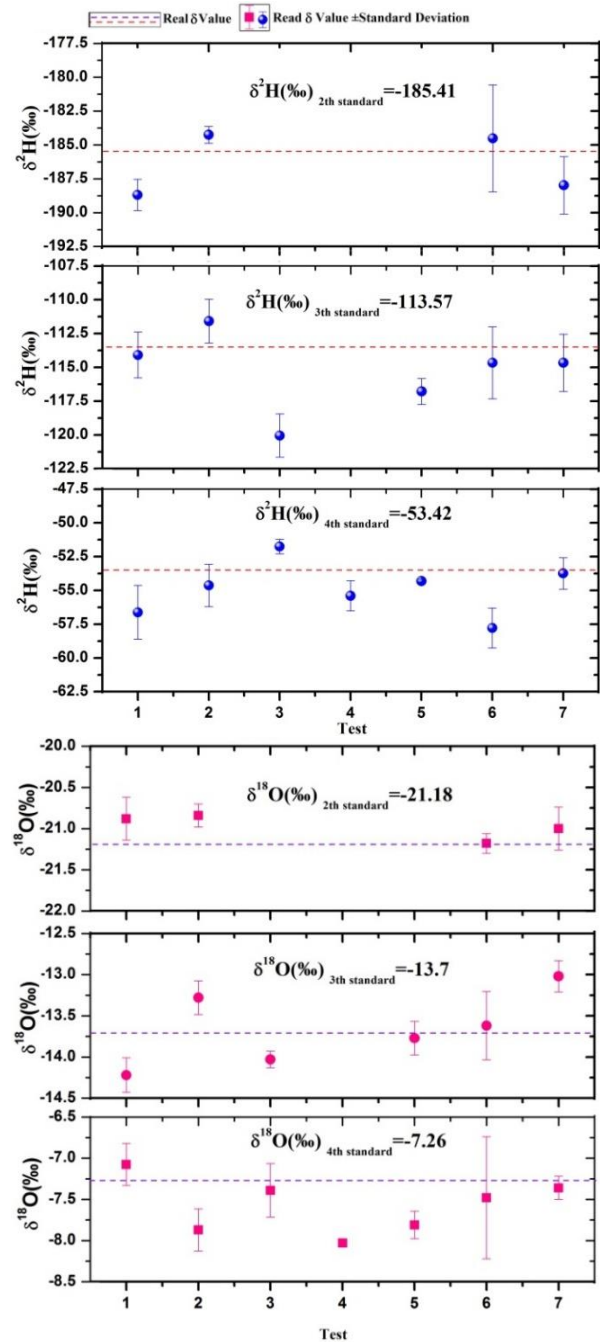 Real δ Value Read δ Value ±Standard Deviation
-177.5
-180.0
-182.5
-185.0
-187.5
-190.0
-192.5
δ²H(‰)
δ²H(‰) 2th standard=-185.41
-107.5
-110.0
-112.5
-115.0
-117.5
-120.0
-122.5
δ²H(‰)
δ²H(‰) 3th standard=-113.57
-47.5
-50.0
-52.5
-55.0
-57.5
-60.0
-62.5
δ²H(‰)
δ²H(‰) 4th standard=-53.42
1 2 3 4 5 6 7
Test
-20.0
-20.5
-21.0
-21.5
-22.0
δ¹⁸O(‰)
δ¹⁸O(‰) 2th standard=-21.18
-12.5
-13.0
-13.5
-14.0
-14.5
δ¹⁸O(‰)
δ¹⁸O(‰) 3th standard=-13.7
-6.5
-7.0
-7.5
-8.0
-8.5
δ¹⁸O(‰)
δ¹⁸O(‰) 4th standard=-7.26
1 2 3 4 5 6 7
Test